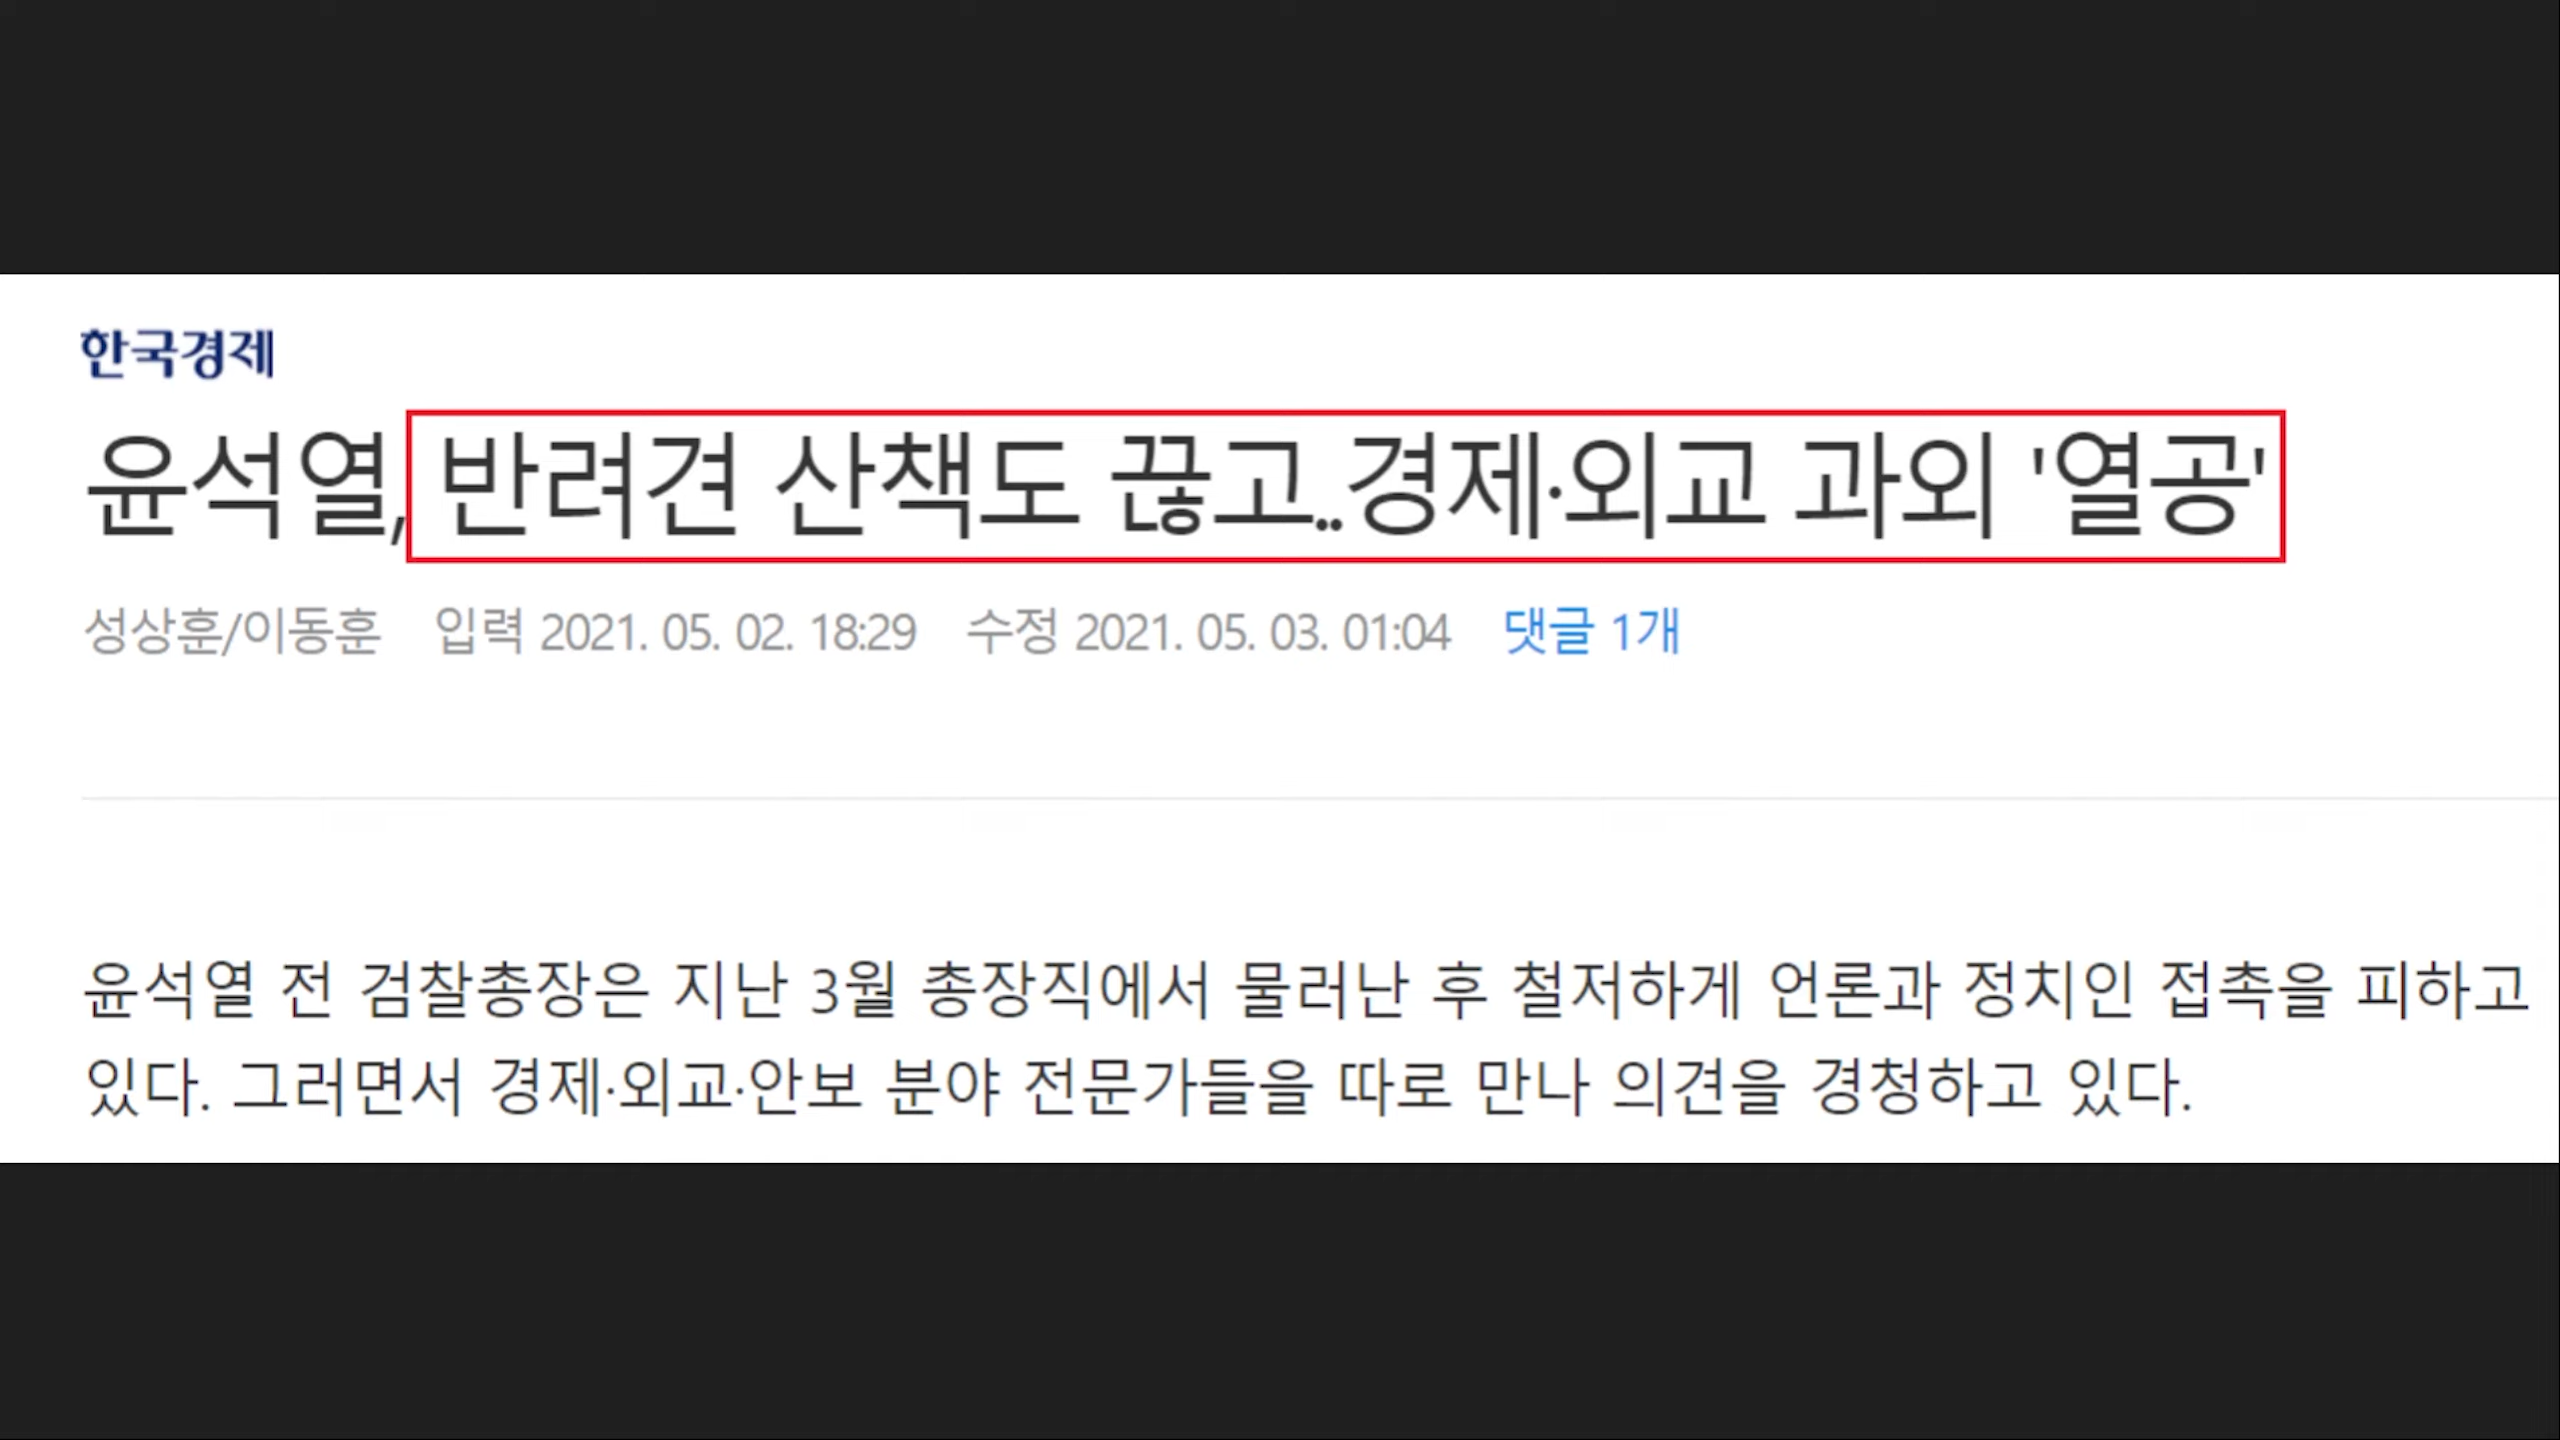 한국경제
윤석열, 반려견 산책도 끊고..경제·외교 과외 '열공'
성상훈/이동훈 입력 2021. 05. 02. 18:29 수정 2021. 05. 03. 01:04 댓글 1개
윤석열 전 검찰총장은 지난 3월 총장직에서 물러난 후 철저하게 언론과 정치인 접촉을 피하고
있다. 그러면서 경제·외교·안보 분야 전문가들을 따로 만나 의견을 경청하고 있다.